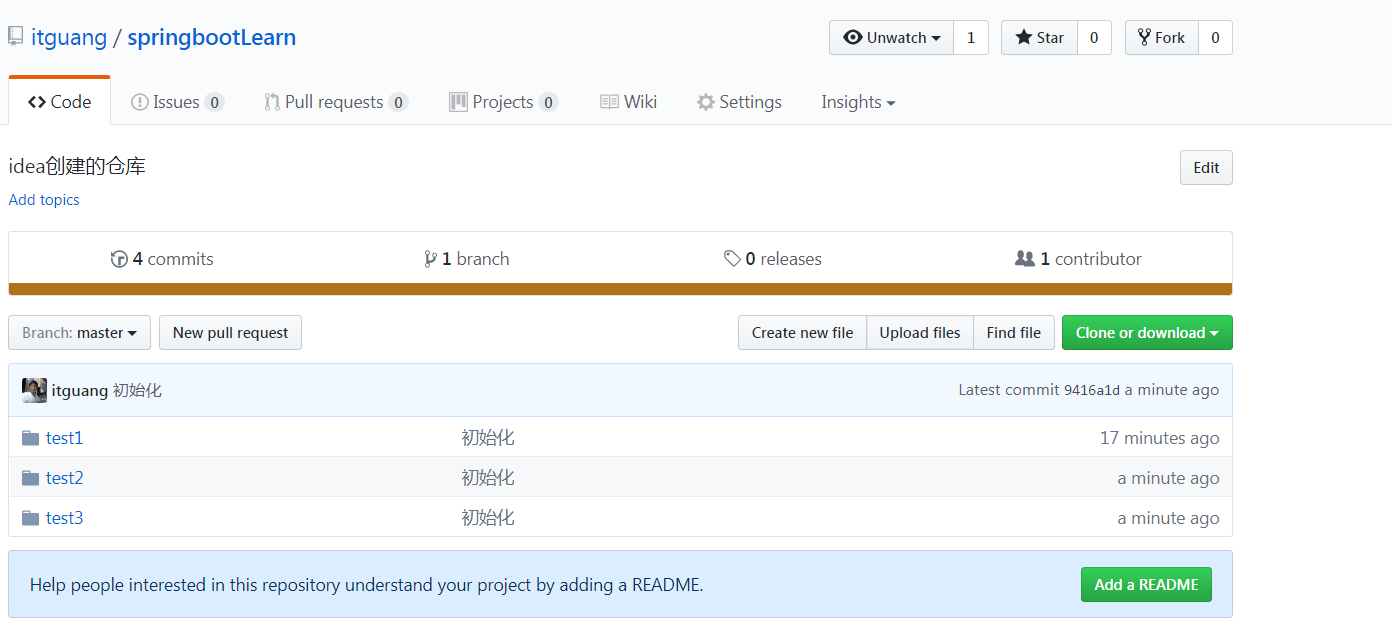 itguang / springbootLearn Unwatch 1 Star 0 Fork 0
Code Issues 0 Pull requests 0 Projects 0 Wiki Settings Insights
idea创建的仓库 Edit
Add topics
4 commits 1 branch 0 releases 1 contributor
Branch: master New pull request Create new file Upload files Find file Clone or download
itguang 初始化 Latest commit 9416a1d a minute ago
test1 初始化 17 minutes ago
test2 初始化 a minute ago
test3 初始化 a minute ago
Help people interested in this repository understand your project by adding a README. Add a README